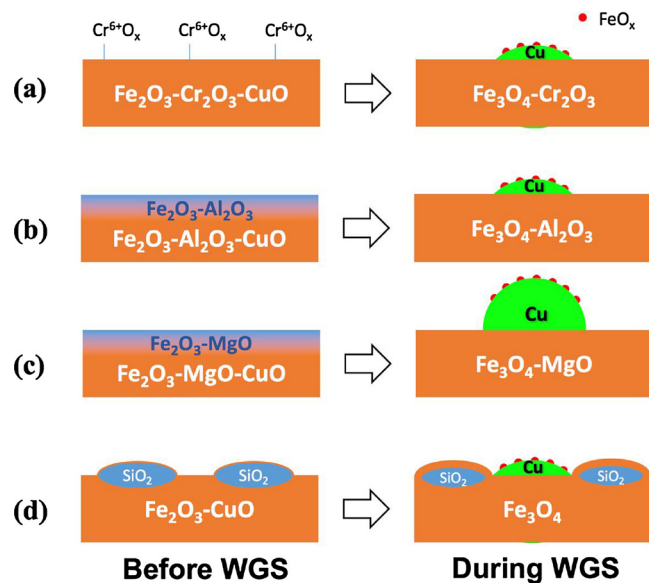 Cr⁶⁺Oₓ Cr⁶⁺Oₓ Cr⁶⁺Oₓ
FeOₓ
(a)
Fe₂O₃-Cr₂O₃-CuO
Cu
Fe₃O₄-Cr₂O₃
(b)
Fe₂O₃-Al₂O₃
Fe₂O₃-Al₂O₃-CuO
Cu
Fe₃O₄-Al₂O₃
(c)
Fe₂O₃-MgO
Fe₂O₃-MgO-CuO
Cu
Fe₃O₄-MgO
(d)
SiO₂ SiO₂
Fe₂O₃-CuO
SiO₂ Cu SiO₂
Fe₃O₄
Before WGS
During WGS